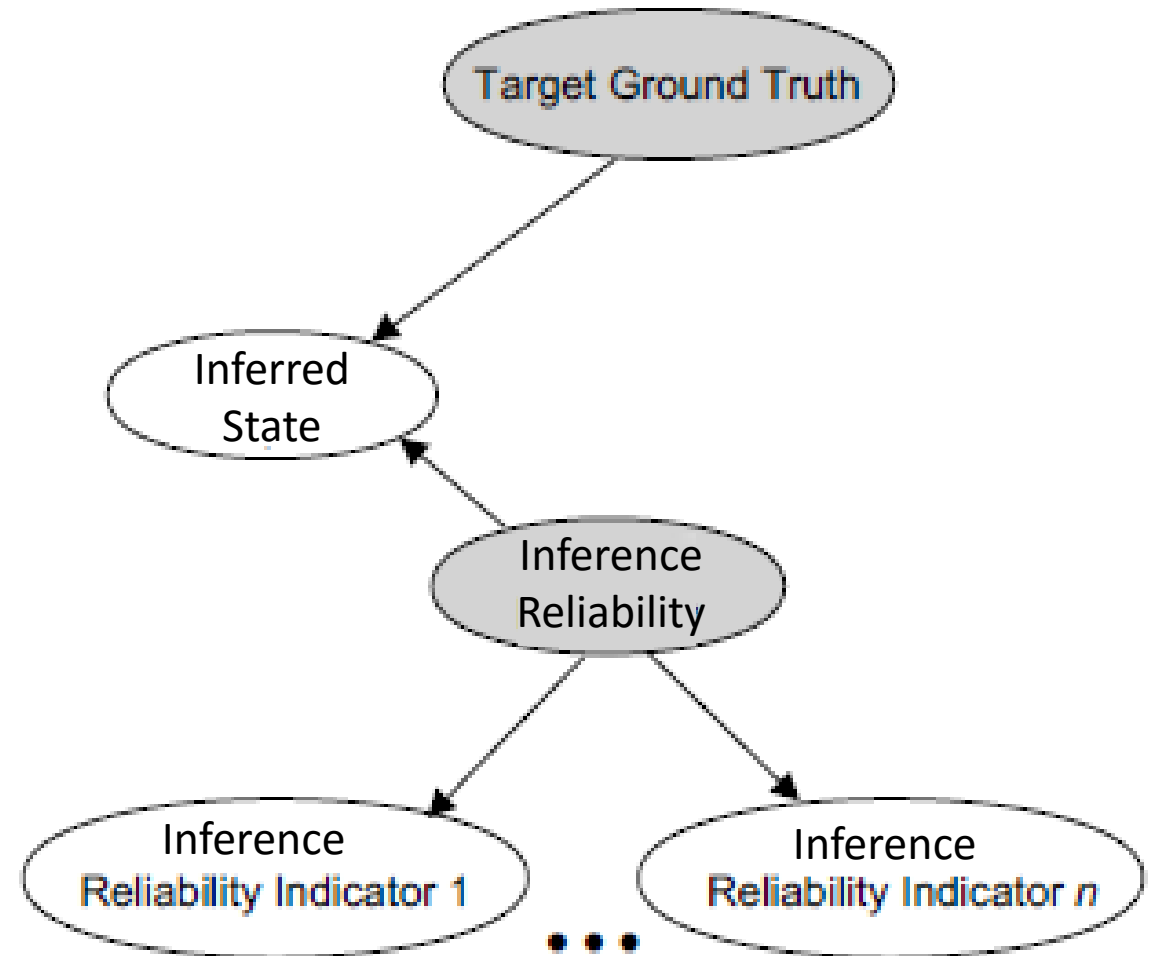 Target Ground Truth
Inferred
State
Inference
Reliability
Inference
Reliability Indicator 1
Inference
Reliability Indicator n
...